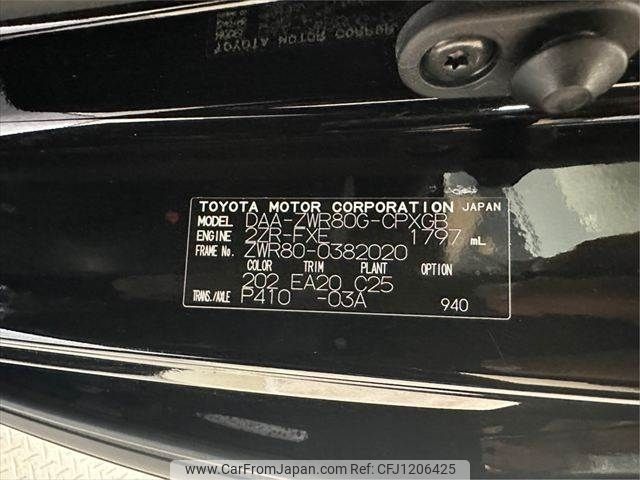 TOYOTA MOTOR CORPORATION JAPAN
MODEL DAA-ZWR80G-CPXGB
ENGINE 2ZR-FXE 1797 mL
FRAME No. ZWR80-0382020
COLOR TRIM PLANT OPTION
202 EA20 C25
TRANS./AXLE P410 -03A 940
www.CarFromJapan.com | CFJ1206425